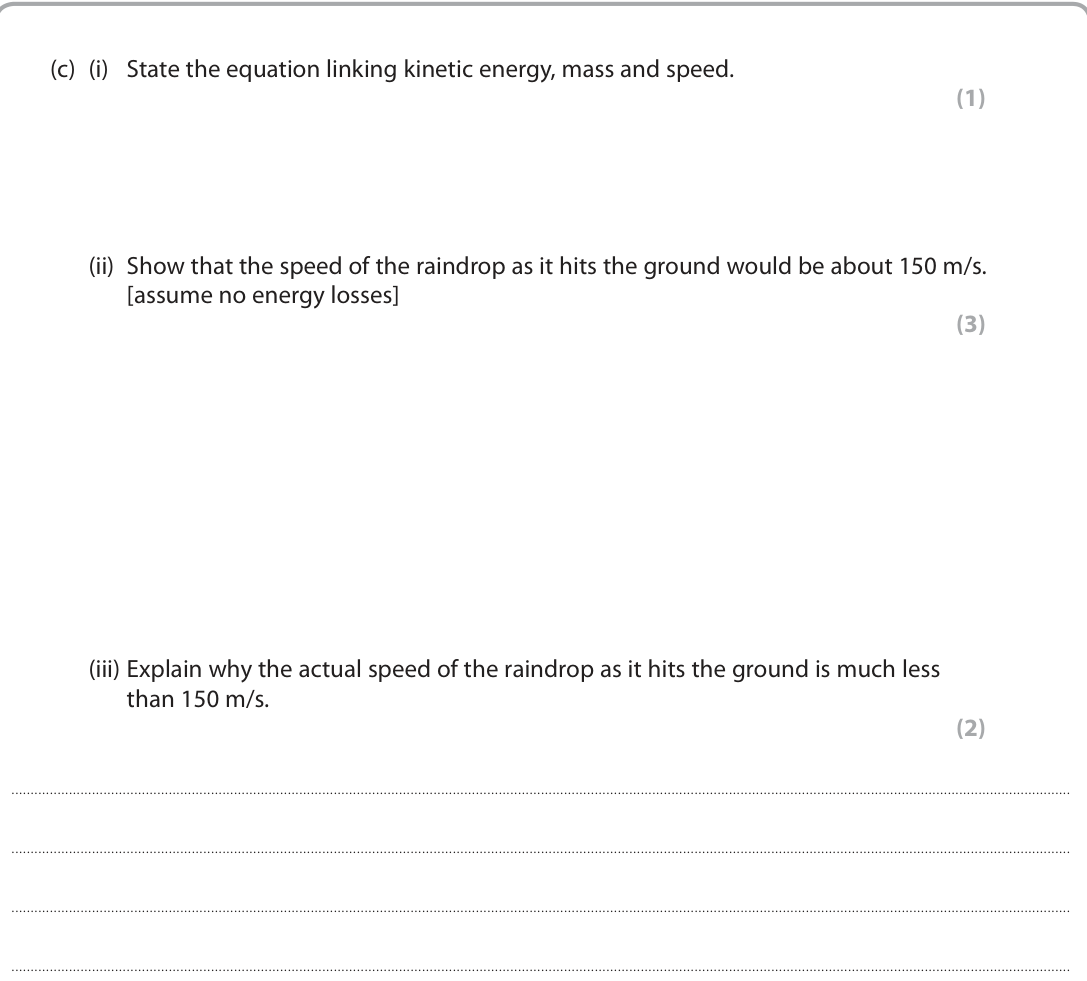 (c) (i) State the equation linking kinetic energy, mass and speed.
(1)
(ii) Show that the speed of the raindrop as it hits the ground would be about 150 m/s.
[assume no energy losses]
(3)
(iii) Explain why the actual speed of the raindrop as it hits the ground is much less
than 150 m/s.
(2)